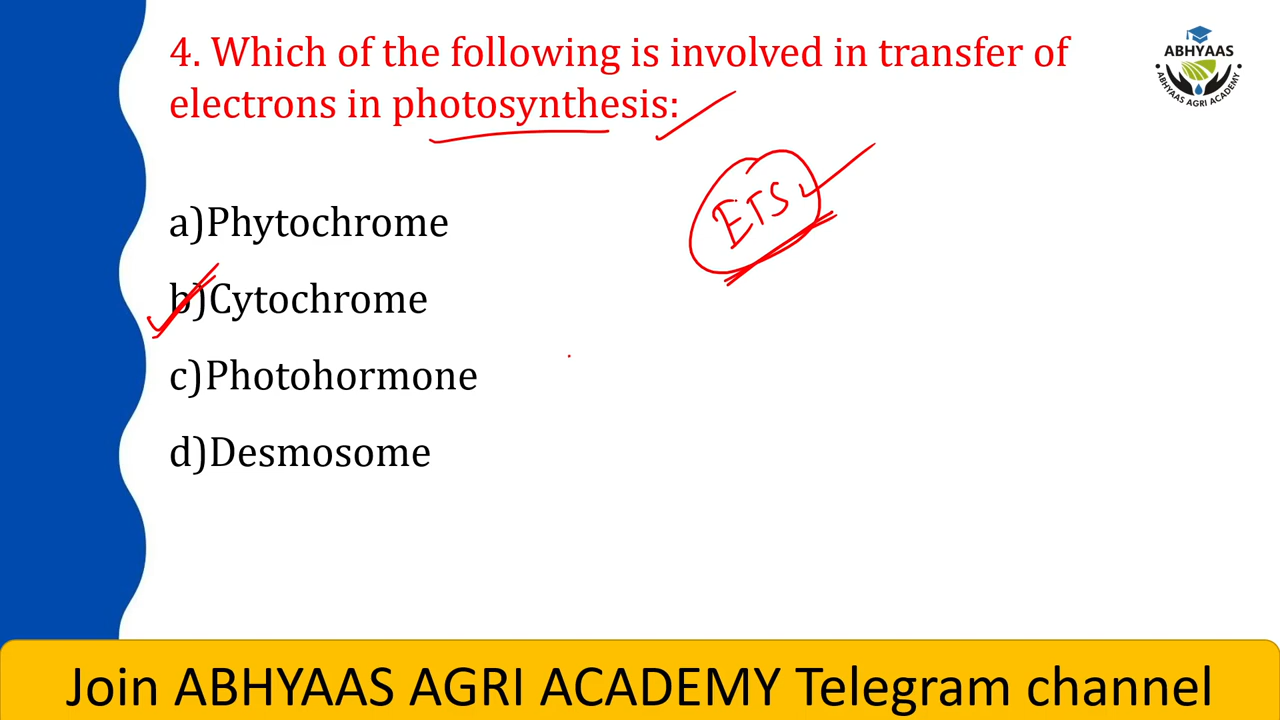 4. Which of the following is involved in transfer of
electrons in photosynthesis:
ETS
a)Phytochrome
b)Cytochrome
c)Photohormone
d)Desmosome
ABHYAAS
ABHYAAS AGRI ACADEMY
Join ABHYAAS AGRI ACADEMY Telegram channel